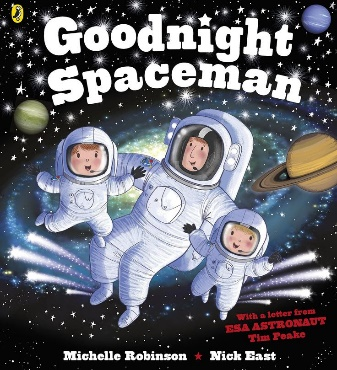 Goodnight
Spaceman
With a letter from
ESA ASTRONAUT
Tim Peake
Michelle Robinson ★ Nick East